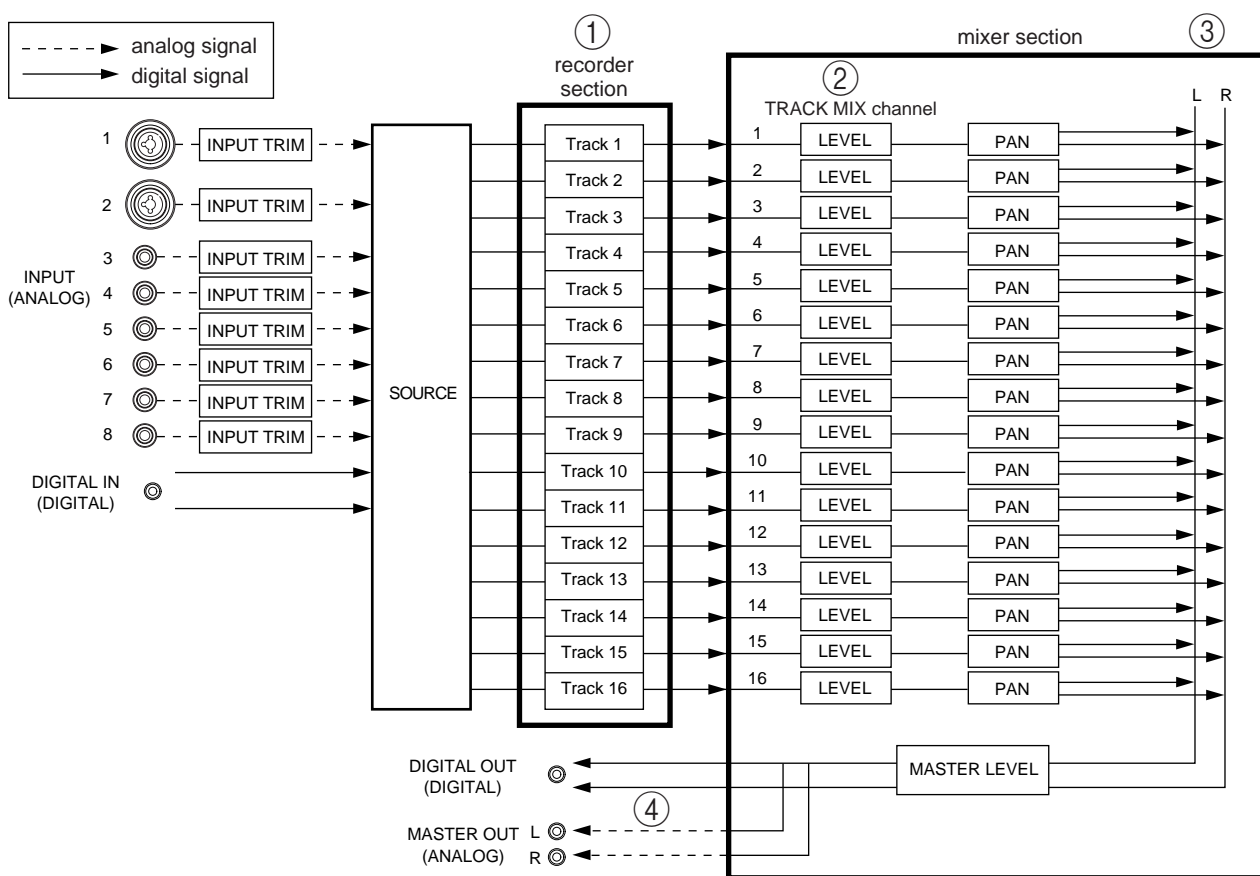 analog signal
digital signal
①
recorder
section
mixer section
③
②
TRACK MIX channel
L R
INPUT
(ANALOG)
1 INPUT TRIM
2 INPUT TRIM
3 INPUT TRIM
4 INPUT TRIM
5 INPUT TRIM
6 INPUT TRIM
7 INPUT TRIM
8 INPUT TRIM
DIGITAL IN
(DIGITAL)
SOURCE
Track 1
Track 2
Track 3
Track 4
Track 5
Track 6
Track 7
Track 8
Track 9
Track 10
Track 11
Track 12
Track 13
Track 14
Track 15
Track 16
1 LEVEL PAN
2 LEVEL PAN
3 LEVEL PAN
4 LEVEL PAN
5 LEVEL PAN
6 LEVEL PAN
7 LEVEL PAN
8 LEVEL PAN
9 LEVEL PAN
10 LEVEL PAN
11 LEVEL PAN
12 LEVEL PAN
13 LEVEL PAN
14 LEVEL PAN
15 LEVEL PAN
16 LEVEL PAN
MASTER LEVEL
DIGITAL OUT
(DIGITAL)
④
MASTER OUT
(ANALOG)
L
R